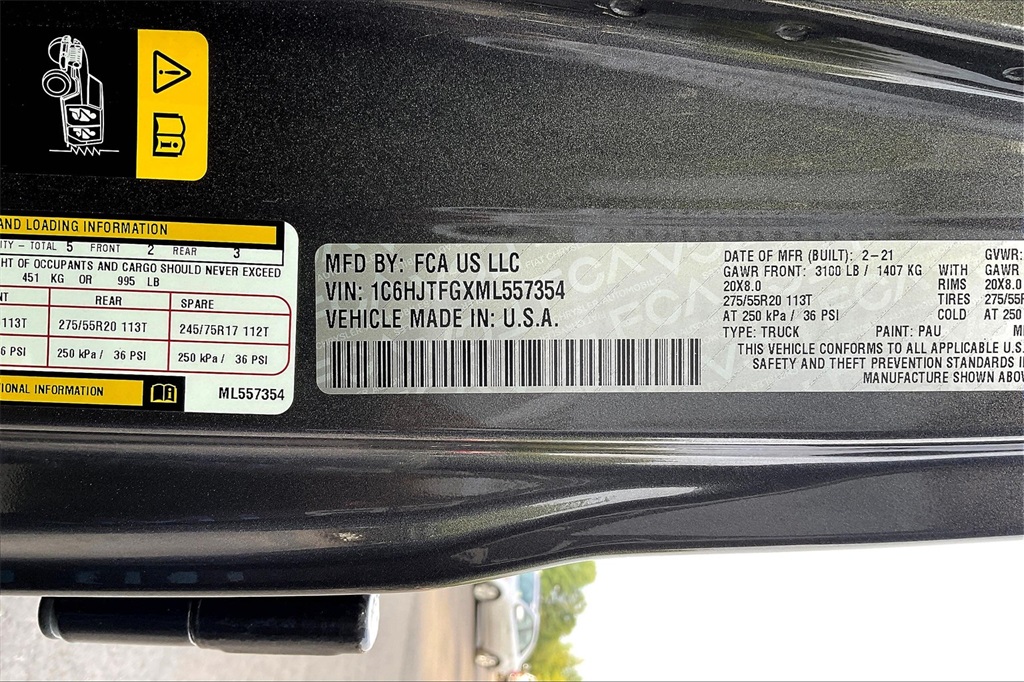 AND LOADING INFORMATION
ITY - TOTAL 5 FRONT 2 REAR 3
HT OF OCCUPANTS AND CARGO SHOULD NEVER EXCEED
451 KG OR 995 LB
NT REAR SPARE
113T 275/55R20 113T 245/75R17 112T
6 PSI 250 kPa / 36 PSI 250 kPa / 36 PSI
IONAL INFORMATION
ML557354
MFD BY: FCA US LLC
VIN: 1C6HJTFGXML557354
VEHICLE MADE IN: U.S.A.
DATE OF MFR (BUILT): 2-21 GVWR:
GAWR FRONT: 3100 LB / 1407 KG WITH GAWR
20X8.0 RIMS 20X8.0
275/55R20 113T TIRES 275/55R
AT 250 kPa / 36 PSI COLD AT 250
TYPE: TRUCK PAINT: PAU M
THIS VEHICLE CONFORMS TO ALL APPLICABLE U.S.
SAFETY AND THEFT PREVENTION STANDARDS I
MANUFACTURE SHOWN ABOV